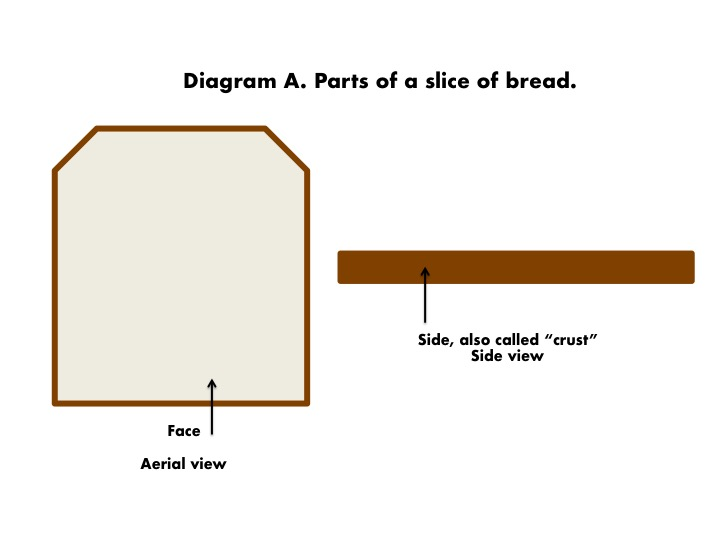 Diagram A. Parts of a slice of bread.
Side, also called “crust”
Side view
Face
Aerial view